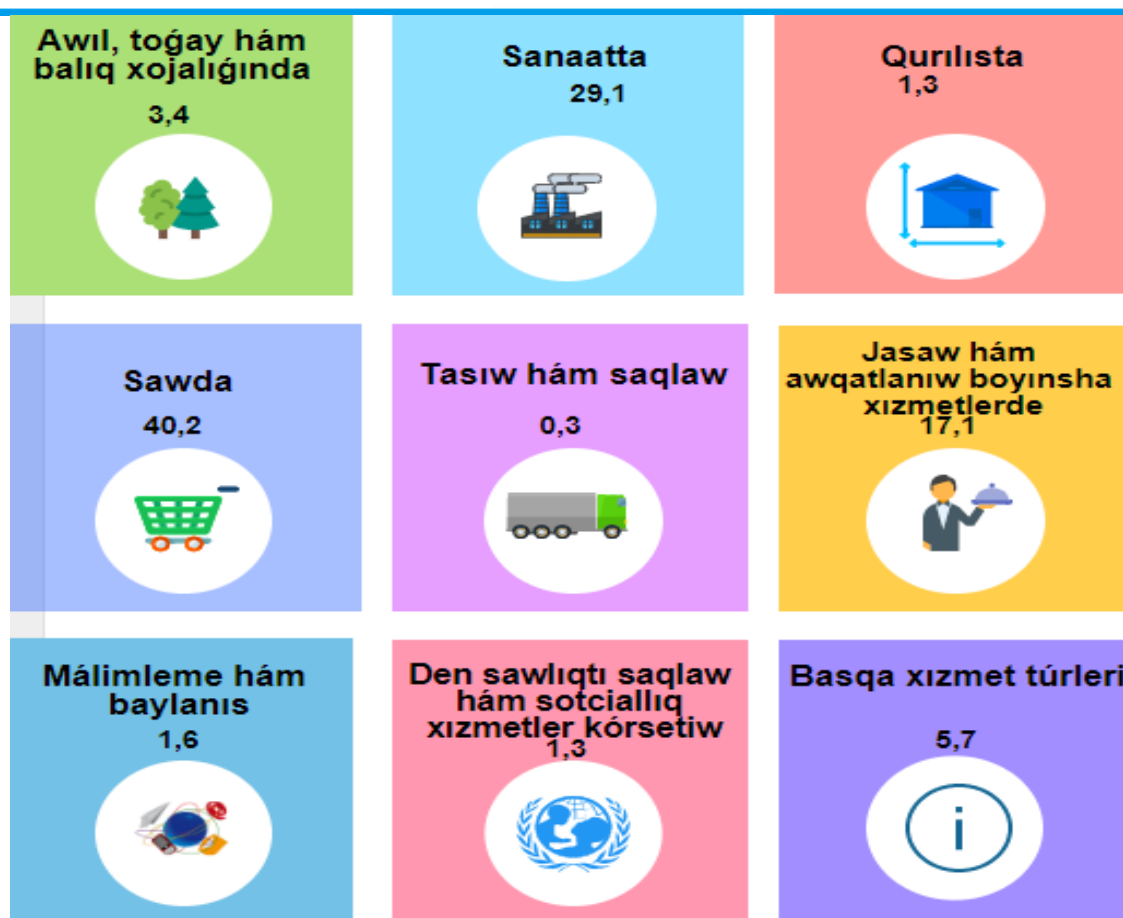 Awıl, toǵay hám
balıq xojalıǵında
3,4
Sanaatta
29,1
Qurılısta
1,3
Sawda
40,2
Tasıw hám saqlaw
0,3
Jasaw hám
awqatlanıw boyınsha
xızmetlerde
17,1
Málimleme hám
baylanıs
1,6
Den sawlıqtı saqlaw
hám sotciallıq
xızmetler kórsetiw
1,3
Basqa xızmet túrleri
5,7
i